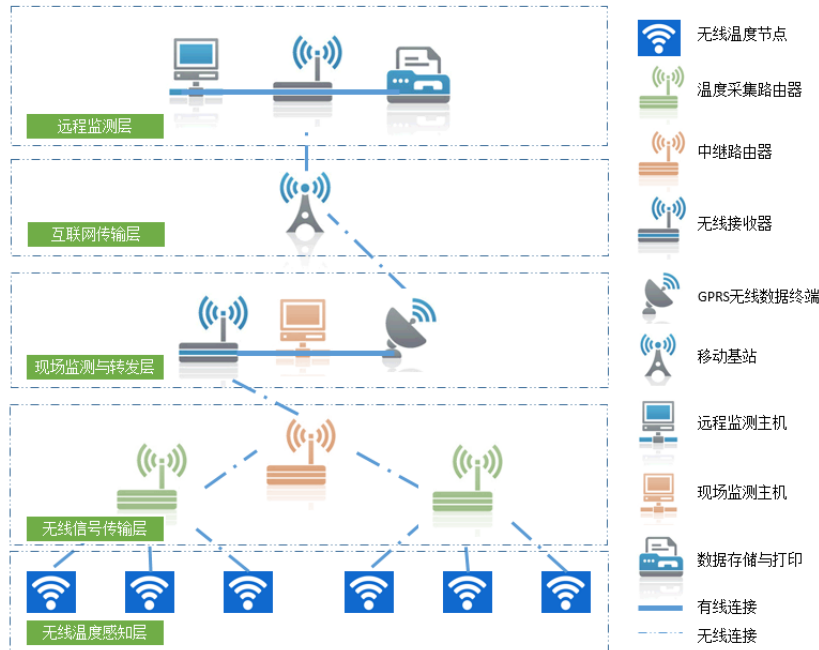 远程监测层
互联网传输层
现场监测与转发层
无线信号传输层
无线温度感知层
无线温度节点
温度采集路由器
中继路由器
无线接收器
GPRS无线数据终端
移动基站
远程监测主机
现场监测主机
数据存储与打印
有线连接
无线连接